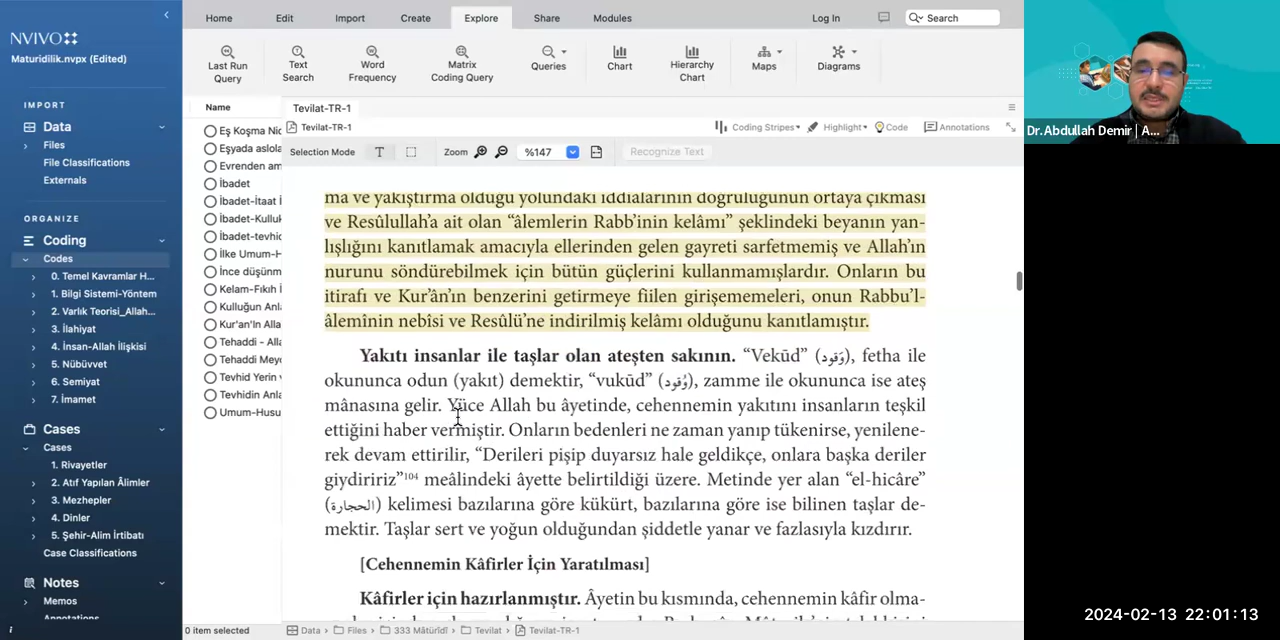 Home Edit Import Create Explore Share Modules Log In Search
NVIVO
Maturidilik.nvpx (Edited)
Last Run Query
Text Search
Word Frequency
Matrix Coding Query
Queries
Chart
Hierarchy Chart
Maps
Diagrams
IMPORT
Data
Files
File Classifications
Externals
ORGANIZE
Coding
Codes
0. Temel Kavramlar H...
1. Bilgi Sistemi-Yöntem
2. Varlık Teorisi_Allah...
3. İlahiyat
4. İnsan-Allah İlişkisi
5. Nübüvvet
6. Semiyat
7. İmamet
Cases
Cases
1. Rivayetler
2. Atıf Yapılan Âlimler
3. Mezhepler
4. Dinler
5. Şehir-Alim İrtibatı
Case Classifications
Notes
Memos
Annotations
Name
Eş Koşma Nic
Eşyada aslola
Evrenden am
İbadet
İbadet-İtaat İ
İbadet-Kulluk
İbadet-tevhic
İlke Umum-H
İnce düşünm
Kelam-Fıkıh İ
Kulluğun Anla
Kur'an'In Alla
Tehaddi - Alla
Tehaddi Meyo
Tevhid Yerin v
Tevhidin Anla
Umum-Husu
0 item selected
Tevilat-TR-1
Tevilat-TR-1 Coding Stripes Highlight Code Annotations
Selection Mode T Zoom %147 Recognize Text
ma ve yakıştırma olduğu yolundaki iddialarının doğruluğunun ortaya çıkması
ve Resûlullah'a ait olan “âlemlerin Rabb'inin kelâmı” şeklindeki beyanın yan-
lışlığını kanıtlamak amacıyla ellerinden gelen gayreti sarfetmemiş ve Allah'ın
nurunu söndürebilmek için bütün güçlerini kullanmamışlardır. Onların bu
itirafı ve Kur'ân'ın benzerini getirmeye fiilen girişememeleri, onun Rabbu'l-
âlemînin nebîsi ve Resûlü'ne indirilmiş kelâmı olduğunu kanıtlamıştır.
Yakıtı insanlar ile taşlar olan ateşten sakının. “Vekūd” (وَقود), fetha ile
okununca odun (yakıt) demektir, “vukūd” (وُقود), zamme ile okununca ise ateş
mânasına gelir. Yüce Allah bu âyetinde, cehennemin yakıtını insanların teşkil
ettiğini haber vermiştir. Onların bedenleri ne zaman yanıp tükenirse, yenilene-
rek devam ettirilir, “Derileri pişip duyarsız hale geldikçe, onlara başka deriler
giydiririz”104 meâlindeki âyette belirtildiği üzere. Metinde yer alan “el-hicâre”
(الحجارة) kelimesi bazılarına göre kükürt, bazılarına göre ise bilinen taşlar de-
mektir. Taşlar sert ve yoğun olduğundan şiddetle yanar ve fazlasıyla kızdırır.
[Cehennemin Kâfirler İçin Yaratılması]
Kâfirler için hazırlanmıştır. Âyetin bu kısmında, cehennemin kâfir olma-
Data Files 333 Mâtürîdî Tevilat Tevilat-TR-1
Dr.Abdullah Demir | A...
2024-02-13 22:01:13